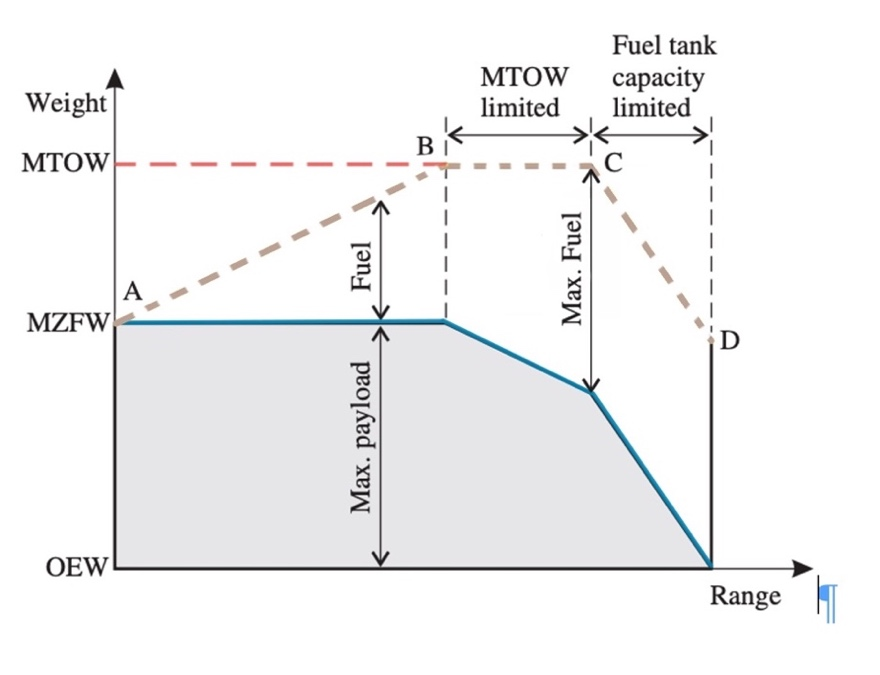 Fuel tank
capacity
limited
MTOW
limited
Weight
MTOW
B
C
Fuel
Max. Fuel
A
MZFW
D
Max. payload
OEW
Range
¶